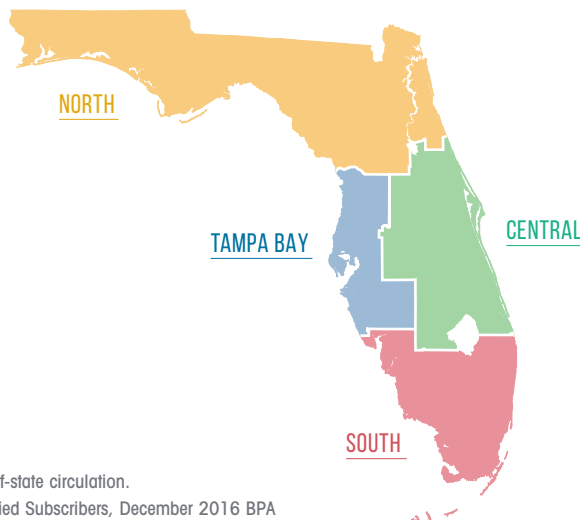 NORTH
TAMPA BAY
CENTRAL
SOUTH
f-state circulation.
ied Subscribers, December 2016 BPA